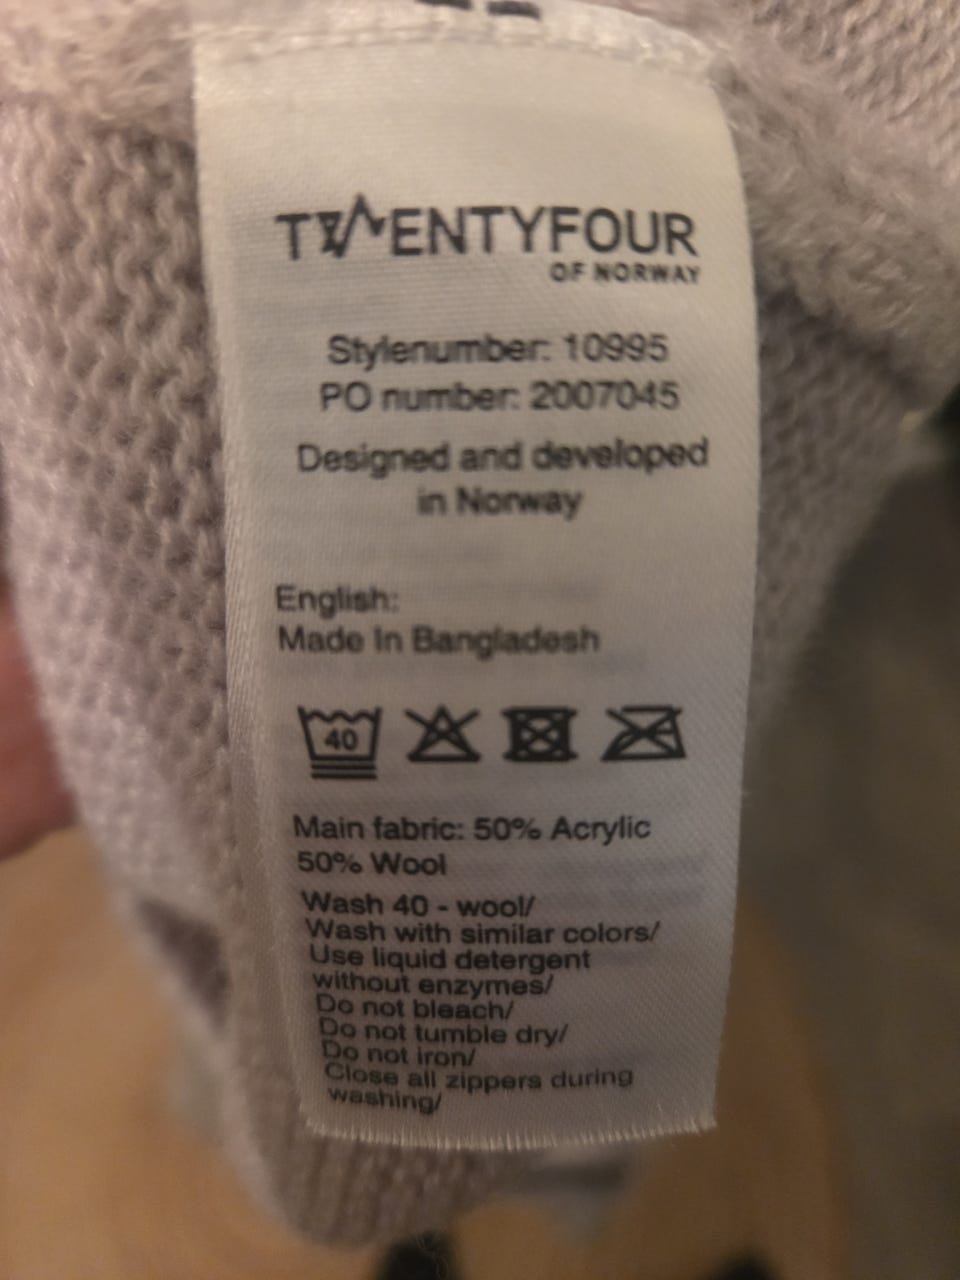 TWENTYFOUR
OF NORWAY
Stylenumber: 10995
PO number: 2007045
Designed and developed
in Norway
English:
Made In Bangladesh
40
Main fabric: 50% Acrylic
50% Wool
Wash 40 - wool/
Wash with similar colors/
Use liquid detergent
without enzymes/
Do not bleach/
Do not tumble dry/
Do not iron/
Close all zippers during
washing/